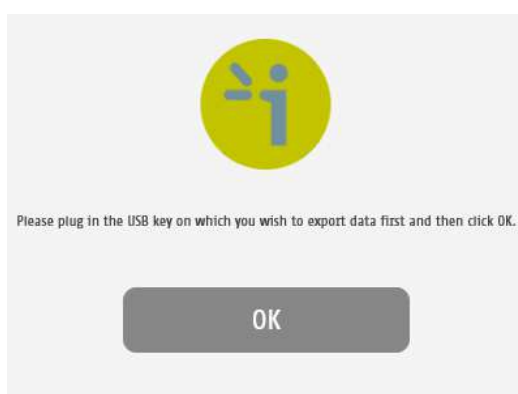 Please plug in the USB key on which you wish to export data first and then click OK.
OK